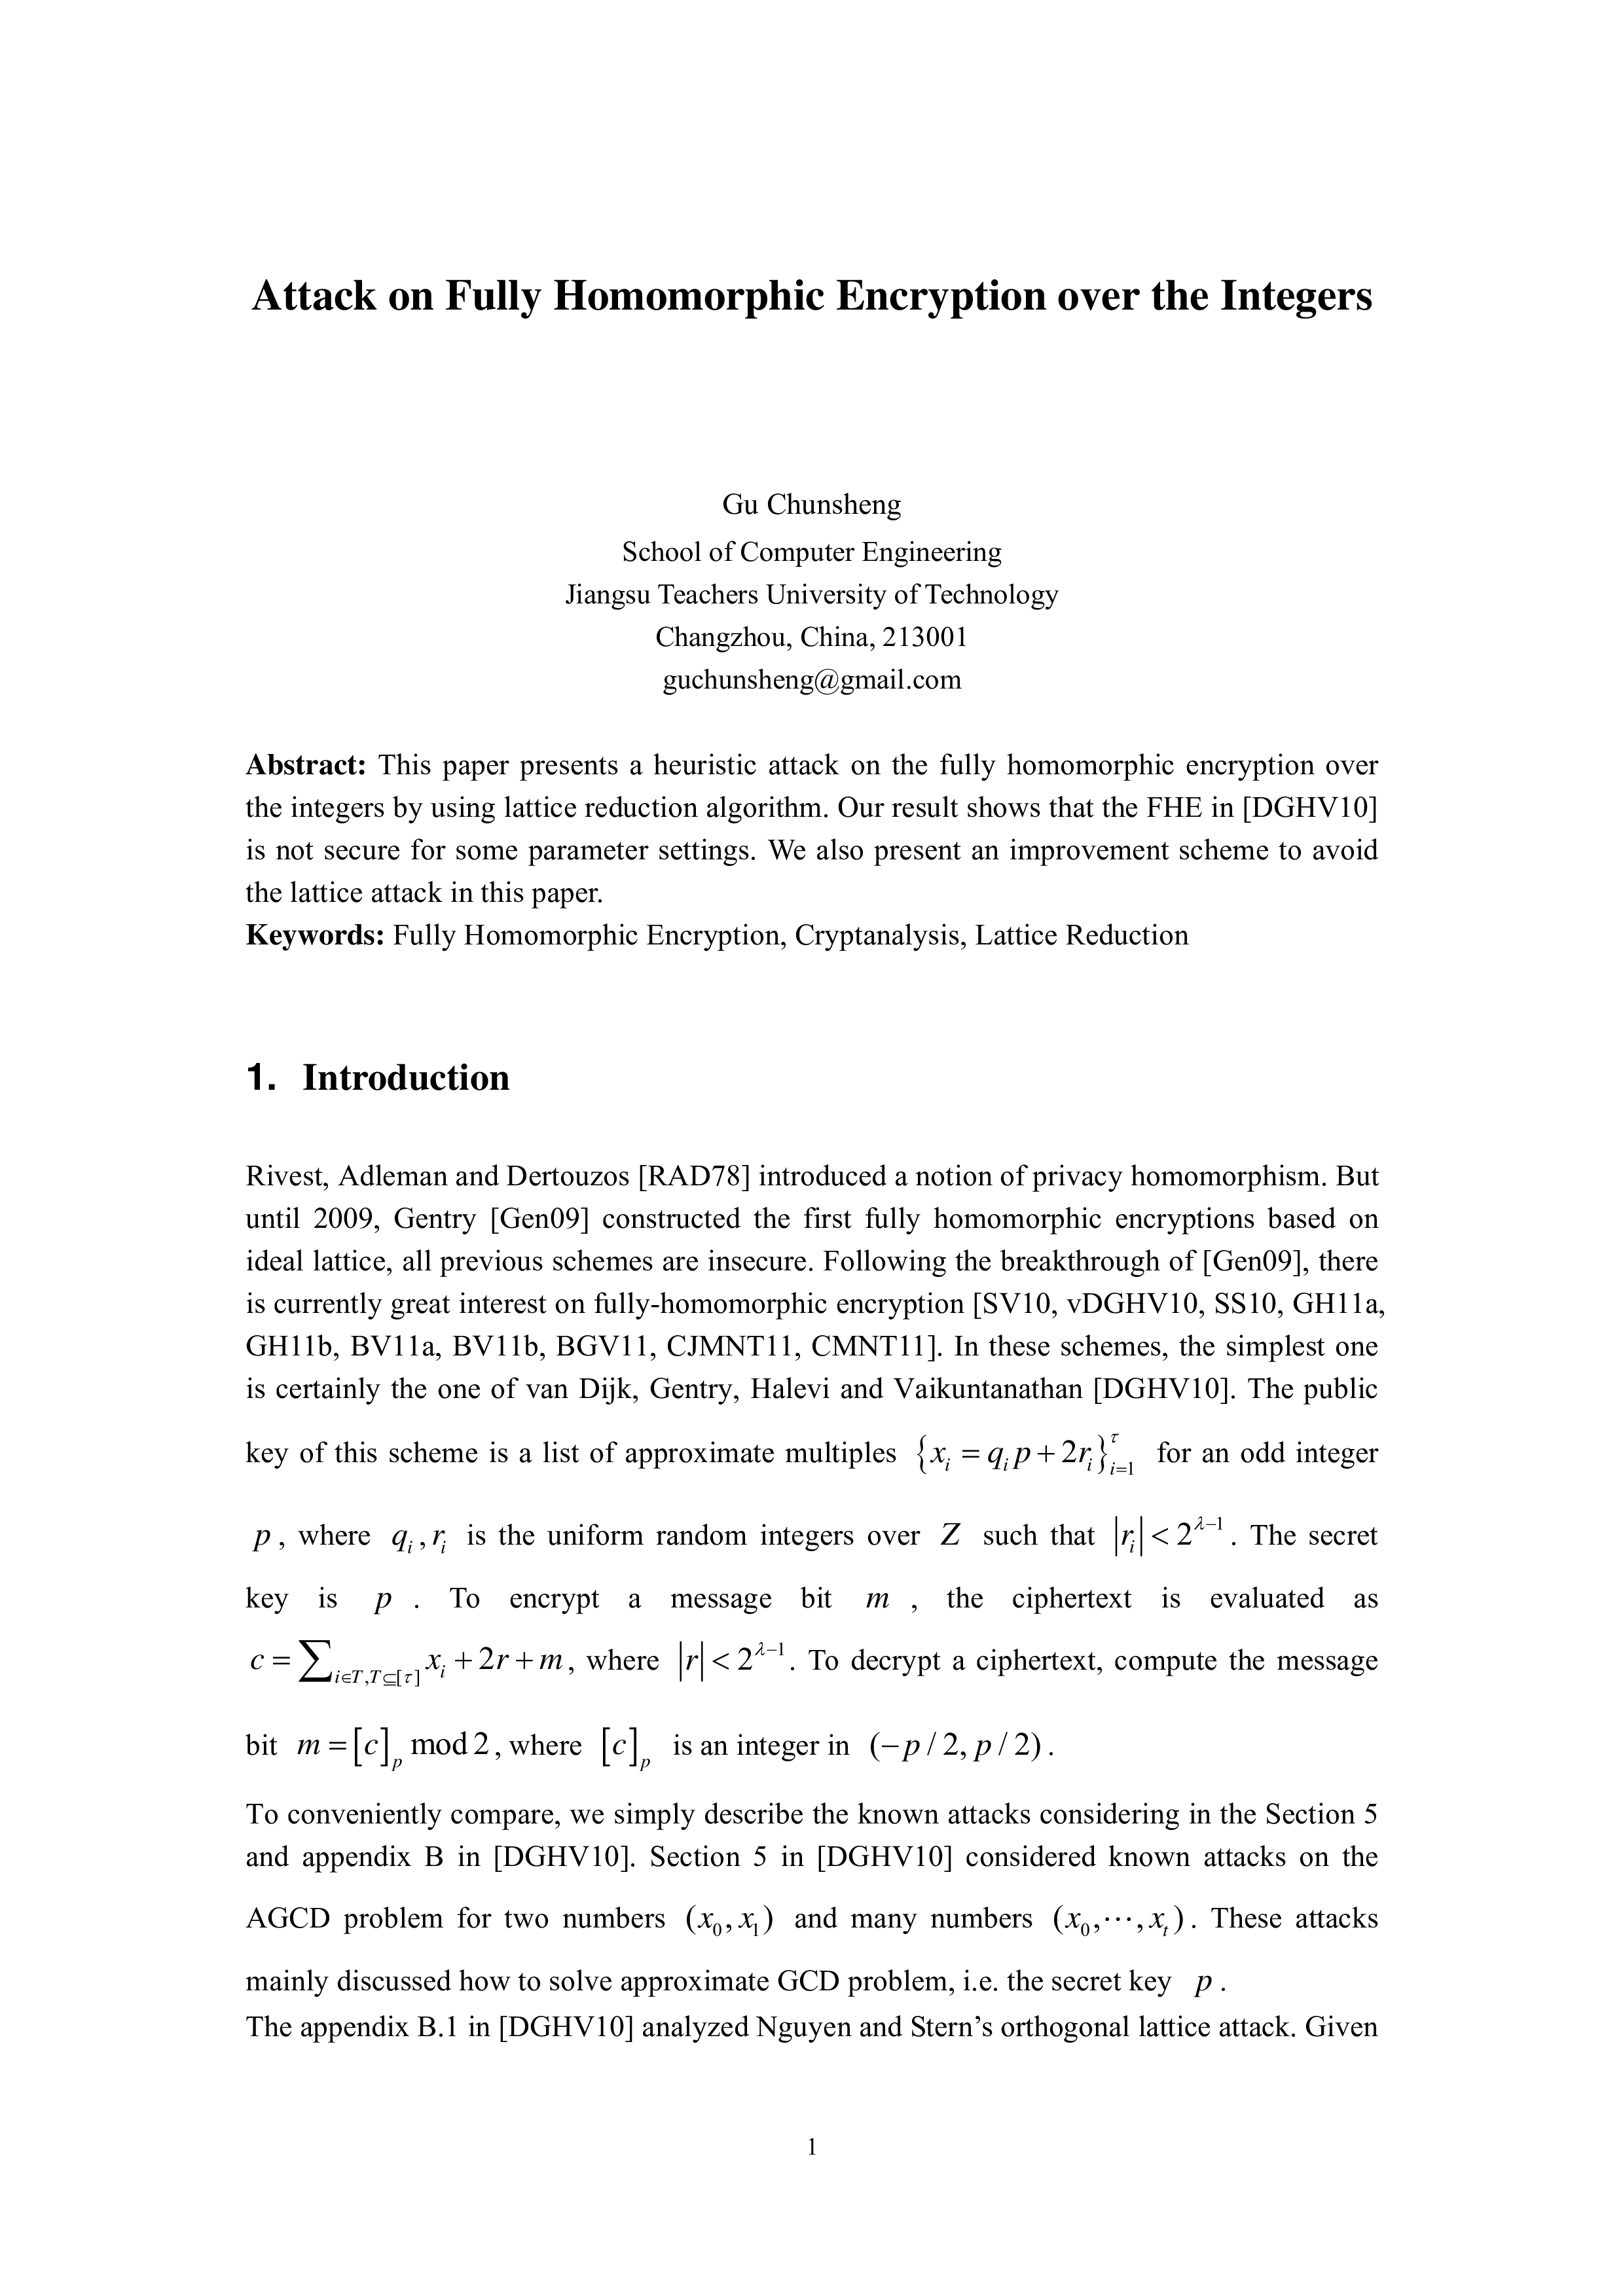 Attack on Fully Homomorphic Encryption over the Integers
Gu Chunsheng
School of Computer Engineering
Jiangsu Teachers University of Technology
Changzhou, China, 213001
guchunsheng@gmail.com
Abstract: This paper presents a heuristic attack on the fully homomorphic encryption over
the integers by using lattice reduction algorithm. Our result shows that the FHE in [DGHV10]
is not secure for some parameter settings. We also present an improvement scheme to avoid
the lattice attack in this paper.
Keywords: Fully Homomorphic Encryption, Cryptanalysis, Lattice Reduction
1. Introduction
Rivest, Adleman and Dertouzos [RAD78] introduced a notion of privacy homomorphism. But
until 2009, Gentry [Gen09] constructed the first fully homomorphic encryptions based on
ideal lattice, all previous schemes are insecure. Following the breakthrough of [Gen09], there
is currently great interest on fully-homomorphic encryption [SV10, vDGHV10, SS10, GH11a,
GH11b, BV11a, BV11b, BGV11, CJMNT11, CMNT11]. In these schemes, the simplest one
is certainly the one of van Dijk, Gentry, Halevi and Vaikuntanathan [DGHV10]. The public
key of this scheme is a list of approximate multiples {x_i = q_i p + 2r_i}_{i=1}^τ for an odd integer
p, where q_i, r_i is the uniform random integers over Z such that |r_i| < 2^{λ−1}. The secret
key is p . To encrypt a message bit m , the ciphertext is evaluated as
c = ∑_{i∈T,T⊆[τ]} x_i + 2r + m, where |r| < 2^{λ−1}. To decrypt a ciphertext, compute the message
bit m = [c]_p mod 2, where [c]_p is an integer in (−p / 2, p / 2).
To conveniently compare, we simply describe the known attacks considering in the Section 5
and appendix B in [DGHV10]. Section 5 in [DGHV10] considered known attacks on the
AGCD problem for two numbers (x_0, x_1) and many numbers (x_0, ⋯, x_t). These attacks
mainly discussed how to solve approximate GCD problem, i.e. the secret key p.
The appendix B.1 in [DGHV10] analyzed Nguyen and Stern’s orthogonal lattice attack. Given
1